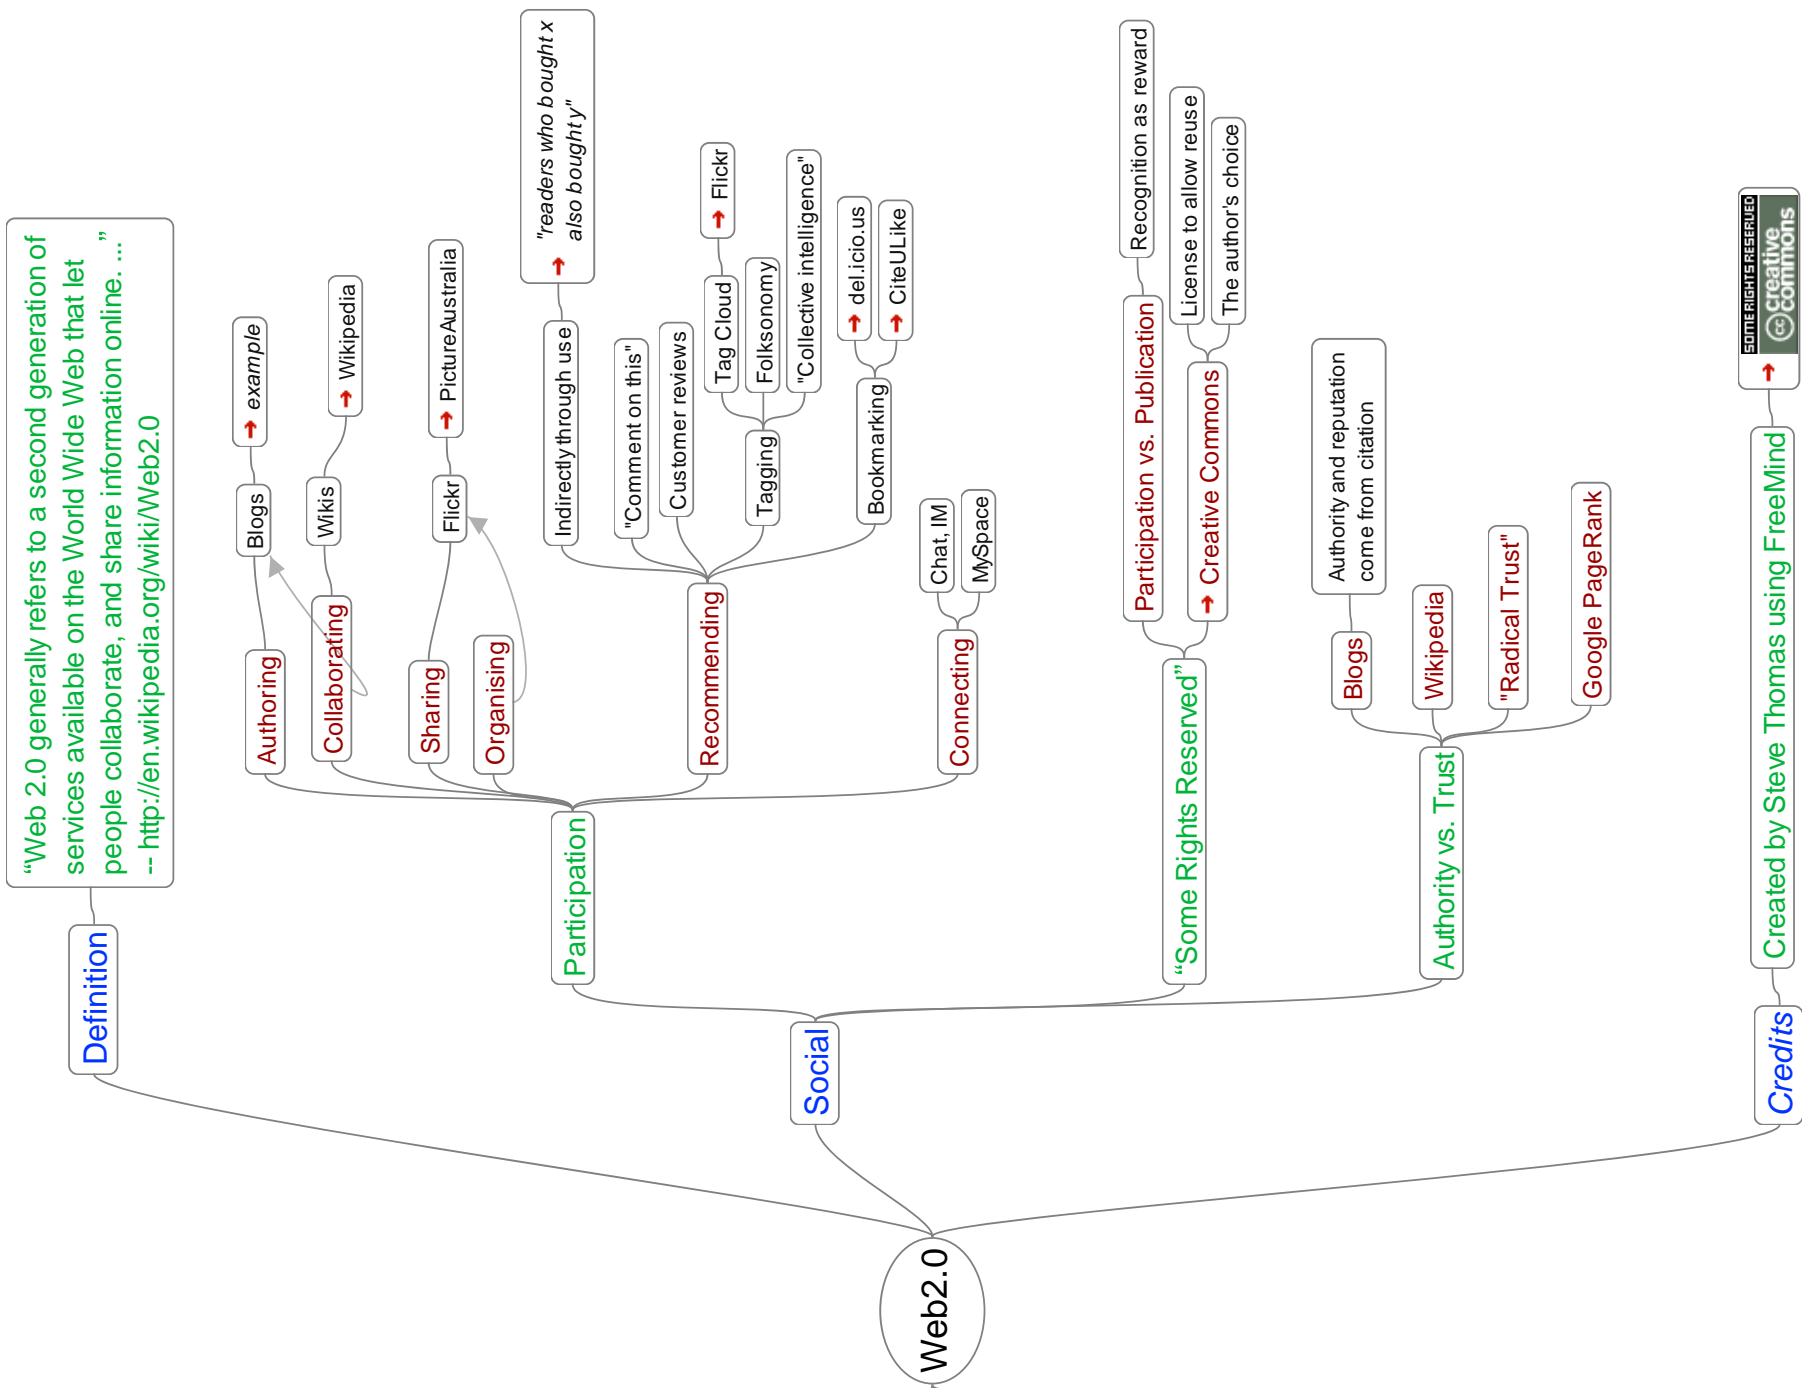 Web2.0
Definition
“Web 2.0 generally refers to a second generation of
services available on the World Wide Web that let
people collaborate, and share information online. ...”
-- http://en.wikipedia.org/wiki/Web2.0
Social
Participation
Authoring
Blogs
example
Collaborating
Wikis
Wikipedia
Sharing
Flickr
PictureAustralia
Organising
Recommending
Indirectly through use
"readers who bought x
also bought y"
"Comment on this"
Customer reviews
Tagging
Tag Cloud
Flickr
Folksonomy
"Collective intelligence"
Bookmarking
del.icio.us
CiteULike
Connecting
Chat, IM
MySpace
“Some Rights Reserved”
Participation vs. Publication
Recognition as reward
Creative Commons
License to allow reuse
The author's choice
Authority vs. Trust
Blogs
Authority and reputation
come from citation
Wikipedia
"Radical Trust"
Google PageRank
Credits
Created by Steve Thomas using FreeMind
SOME RIGHTS RESERVED
cc creative
commons